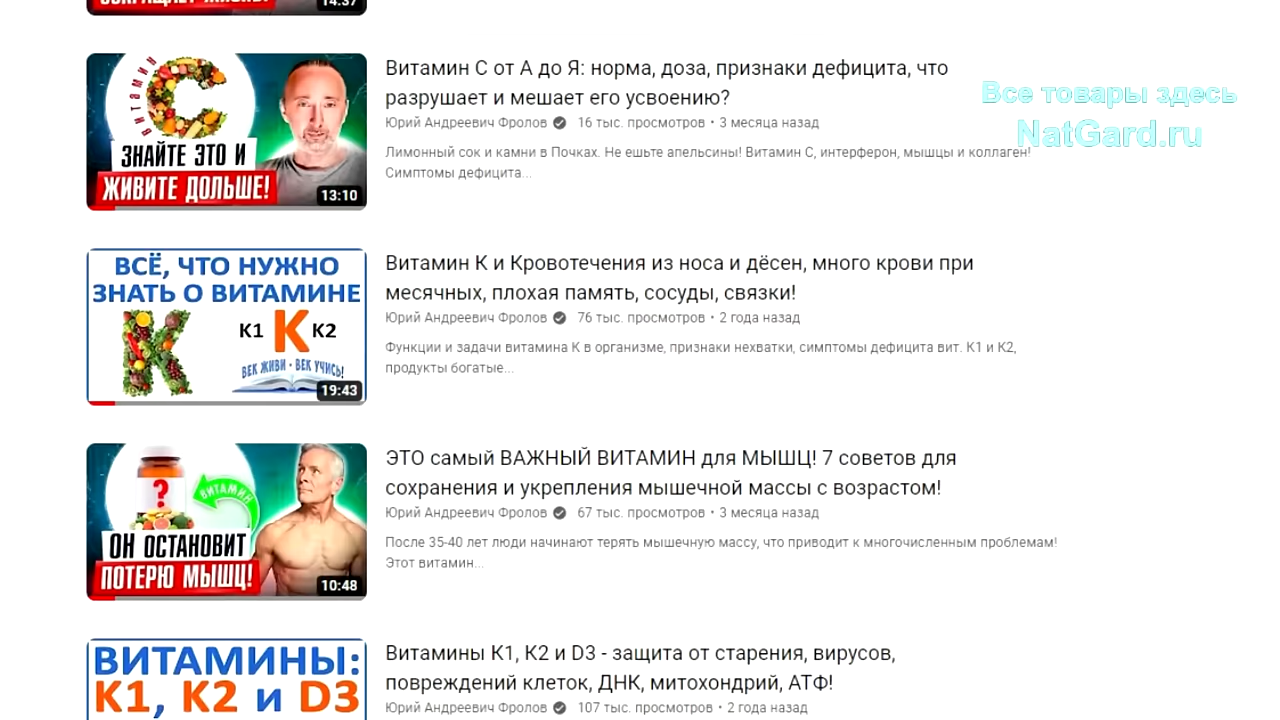 СОКРАЩАЕТ ЖИЗНЬ!
14:37
ВИТАМИН
С
ЗНАЙТЕ ЭТО И
ЖИВИТЕ ДОЛЬШЕ!
13:10
Витамин С от А до Я: норма, доза, признаки дефицита, что
разрушает и мешает его усвоению?
Юрий Андреевич Фролов 16 тыс. просмотров • 3 месяца назад
Лимонный сок и камни в Почках. Не ешьте апельсины! Витамин С, интерферон, мышцы и коллаген!
Симптомы дефицита...
Все товары здесь
NatGard.ru
ВСЁ, ЧТО НУЖНО
ЗНАТЬ О ВИТАМИНЕ
К
К1 К К2
ВЕК ЖИВИ - ВЕК УЧИСЬ!
19:43
Витамин К и Кровотечения из носа и дёсен, много крови при
месячных, плохая память, сосуды, связки!
Юрий Андреевич Фролов 76 тыс. просмотров • 2 года назад
Функции и задачи витамина К в организме, признаки нехватки, симптомы дефицита вит. К1 и К2,
продукты богатые...
?
ВИТАМИН
ОН ОСТАНОВИТ
ПОТЕРЮ МЫШЦ!
10:48
ЭТО самый ВАЖНЫЙ ВИТАМИН для МЫШЦ! 7 советов для
сохранения и укрепления мышечной массы с возрастом!
Юрий Андреевич Фролов 67 тыс. просмотров • 3 месяца назад
После 35-40 лет люди начинают терять мышечную массу, что приводит к многочисленным проблемам!
Этот витамин...
ВИТАМИНЫ:
К1, К2 и D3
Витамины К1, К2 и D3 - защита от старения, вирусов,
повреждений клеток, ДНК, митохондрий, АТФ!
Юрий Андреевич Фролов 107 тыс. просмотров • 2 года назад